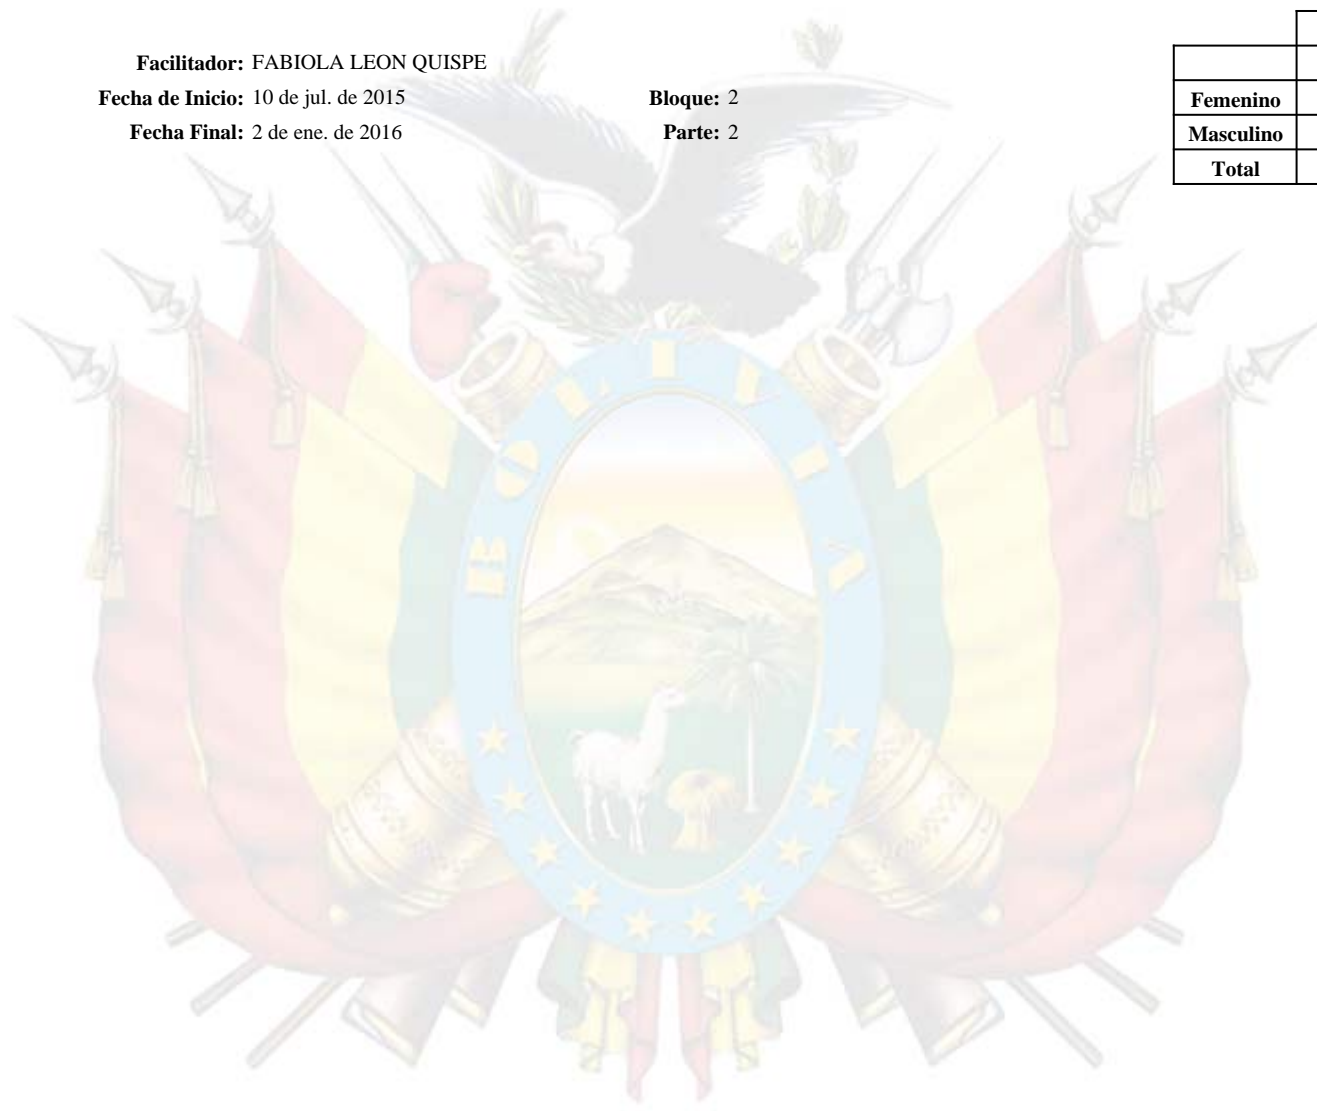 Facilitador: FABIOLA LEON QUISPE
Fecha de Inicio: 10 de jul. de 2015 Bloque: 2
Fecha Final: 2 de ene. de 2016 Parte: 2
Femenino
Masculino
Total
BOLIVIA